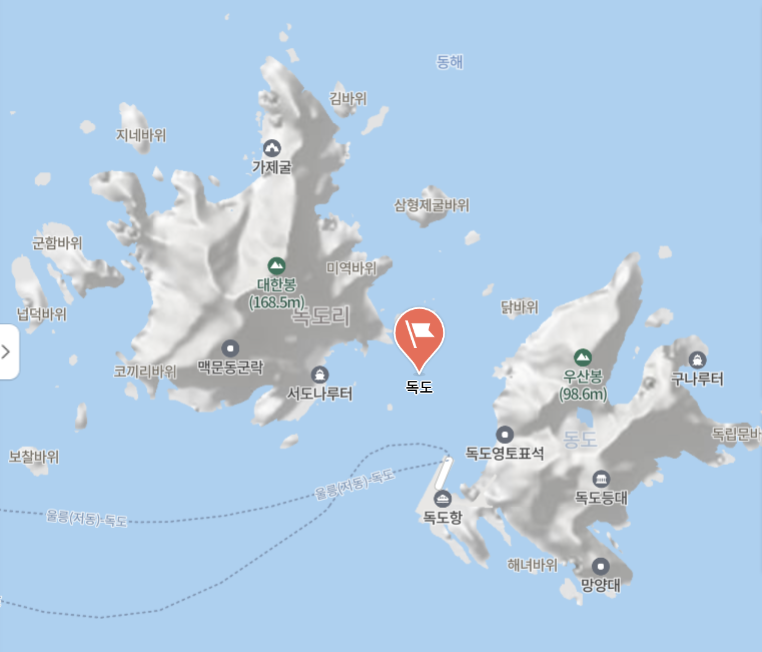 동해
김바위
지네바위
가제굴
삼형제굴바위
군함바위
미역바위
대한봉
(168.5m)
독도리
넙덕바위
닭바위
맥문동군락
코끼리바위
서도나루터
독도
우산봉
(98.6m)
구나루터
독립문바
동도
독도영토표석
보찰바위
울릉(저동)-독도
독도등대
울릉(저동)-독도
독도항
해녀바위
망양대